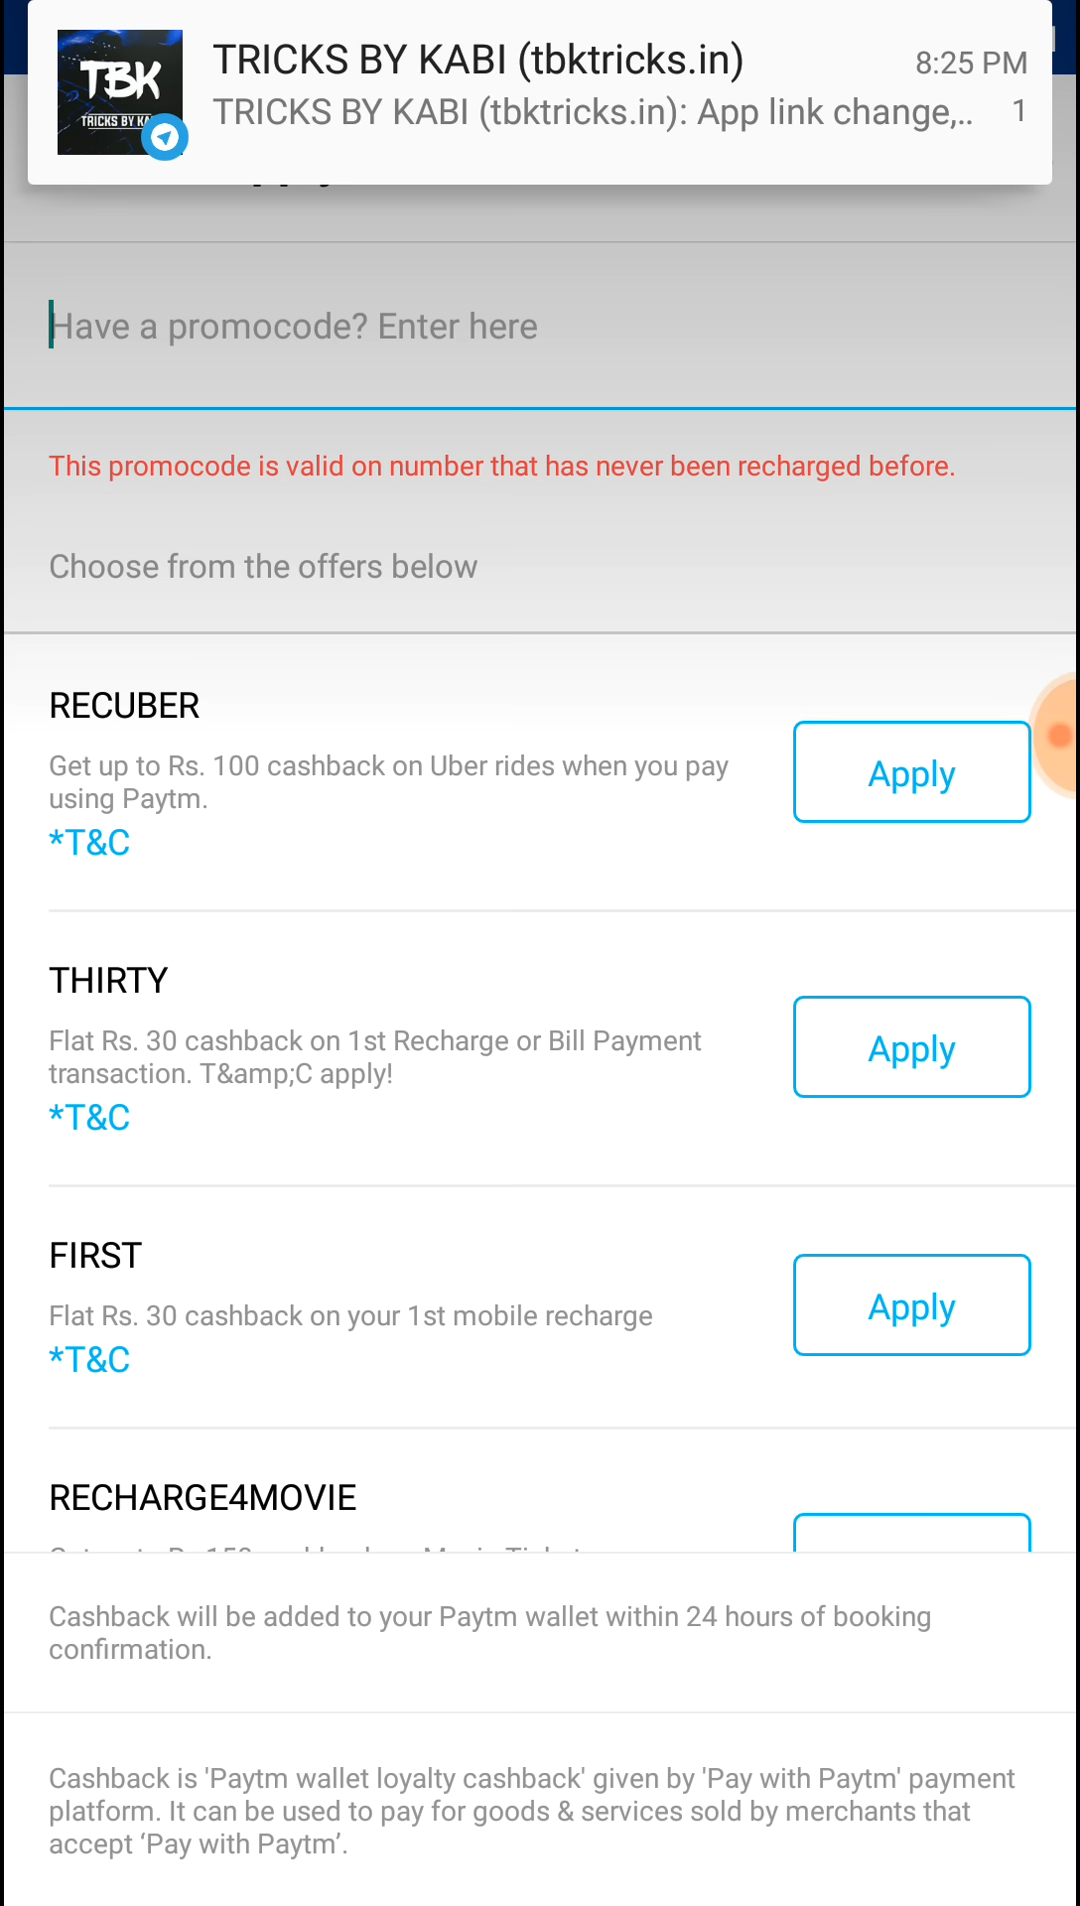 TBK
TRICKS BY KA
TRICKS BY KABI (tbktricks.in)
8:25 PM
TRICKS BY KABI (tbktricks.in): App link change,..
1
Have a promocode? Enter here
This promocode is valid on number that has never been recharged before.
Choose from the offers below
RECUBER
Get up to Rs. 100 cashback on Uber rides when you pay
using Paytm.
*T&C
Apply
THIRTY
Flat Rs. 30 cashback on 1st Recharge or Bill Payment
transaction. T&amp;C apply!
*T&C
Apply
FIRST
Flat Rs. 30 cashback on your 1st mobile recharge
*T&C
Apply
RECHARGE4MOVIE
Cashback will be added to your Paytm wallet within 24 hours of booking
confirmation.
Cashback is 'Paytm wallet loyalty cashback' given by 'Pay with Paytm' payment
platform. It can be used to pay for goods & services sold by merchants that
accept ‘Pay with Paytm’.